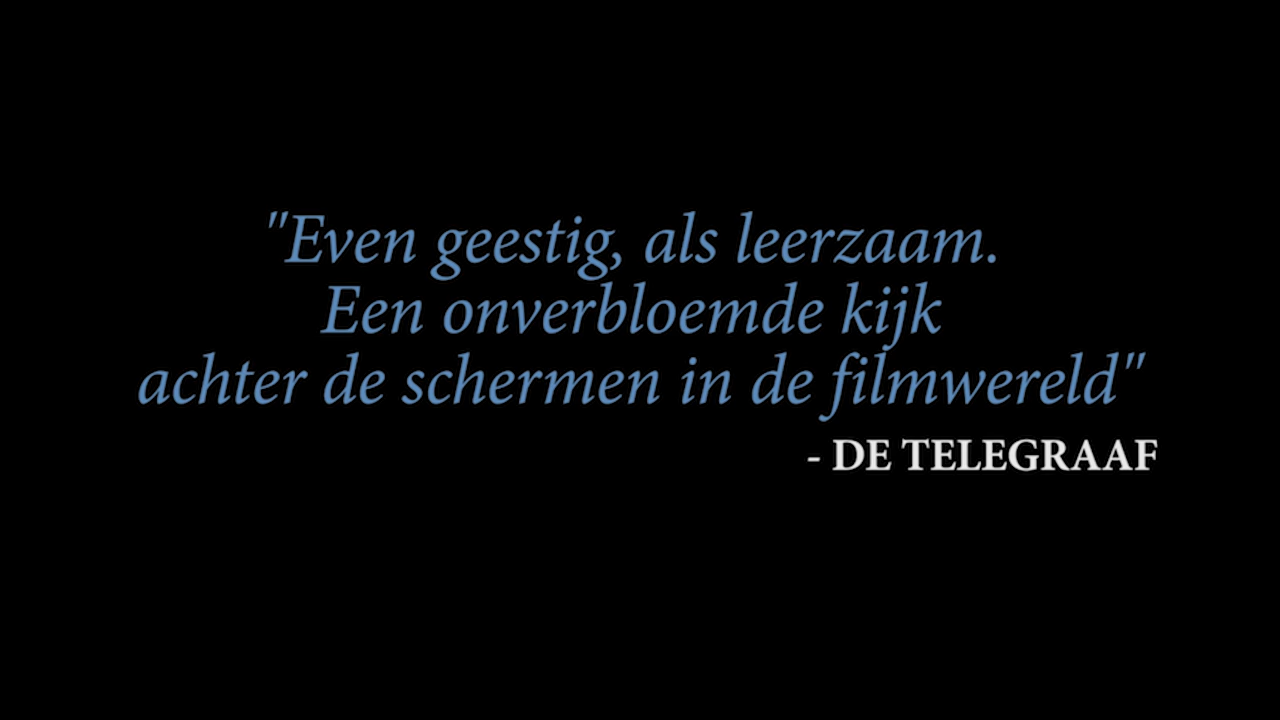 "Even geestig, als leerzaam.
Een onverbloemde kijk
achter de schermen in de filmwereld"
- DE TELEGRAAF